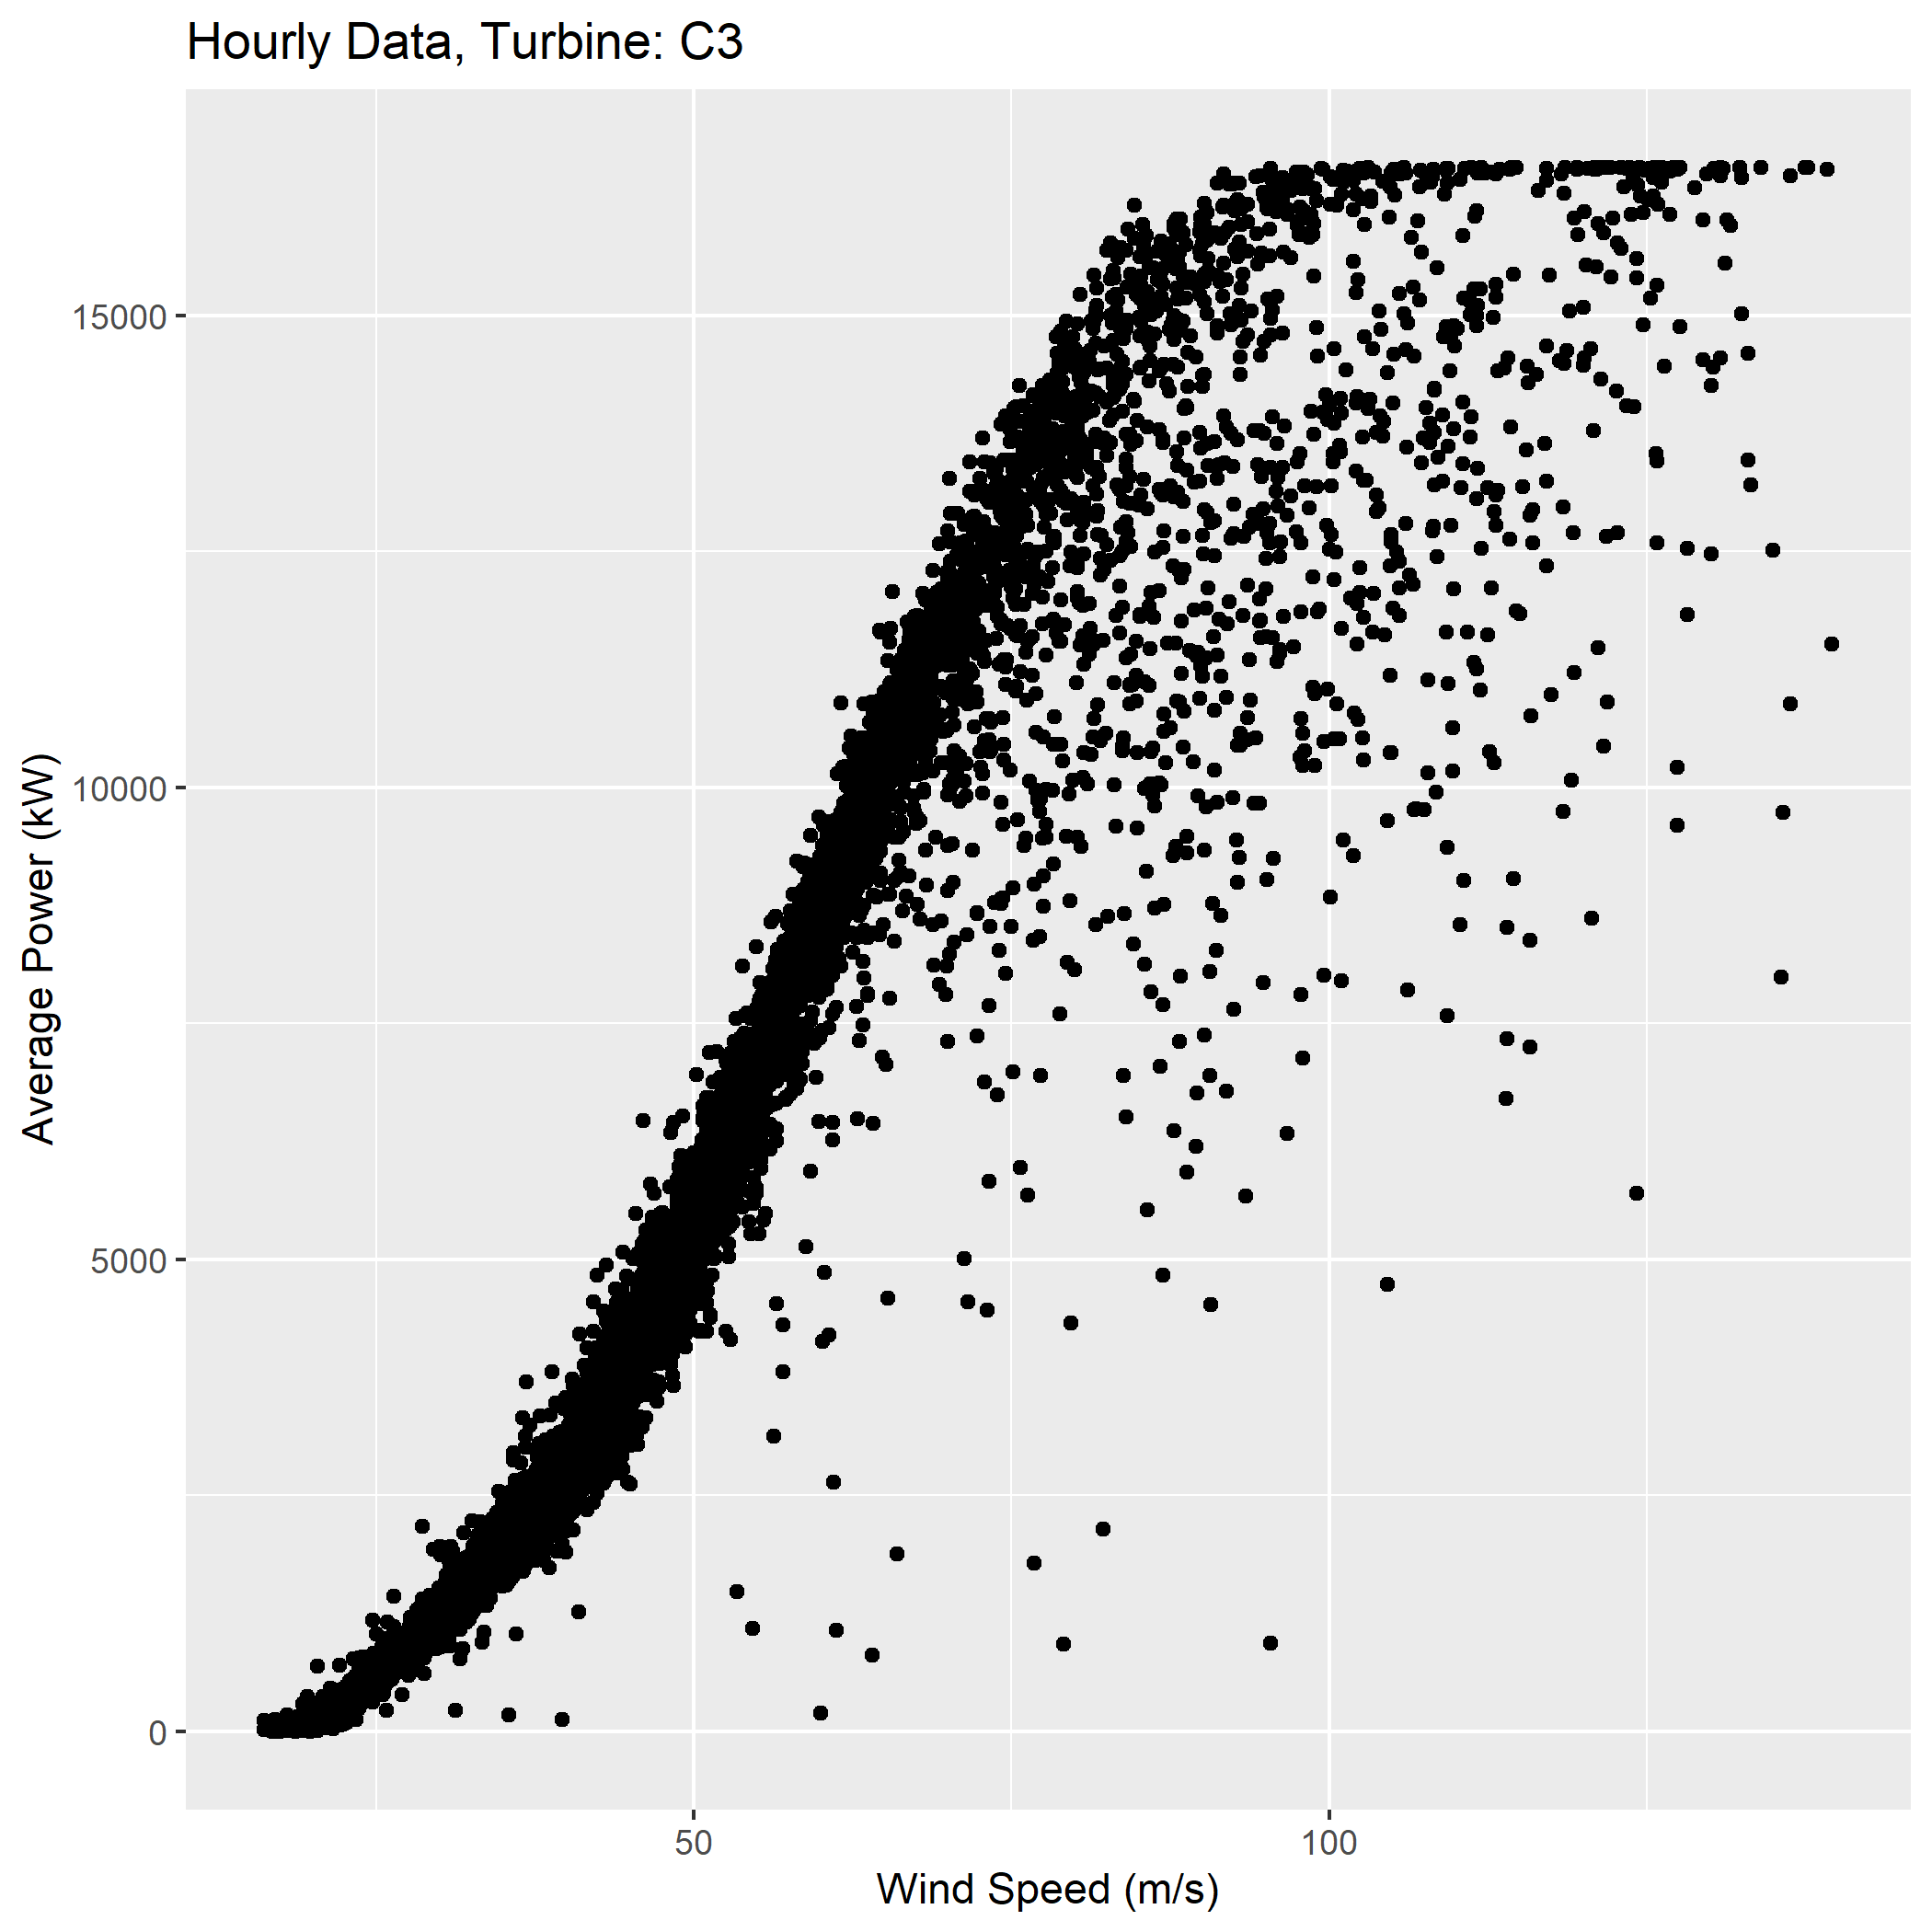 Hourly Data, Turbine: C3
Average Power (kW)
15000
10000
5000
0
50
100
Wind Speed (m/s)